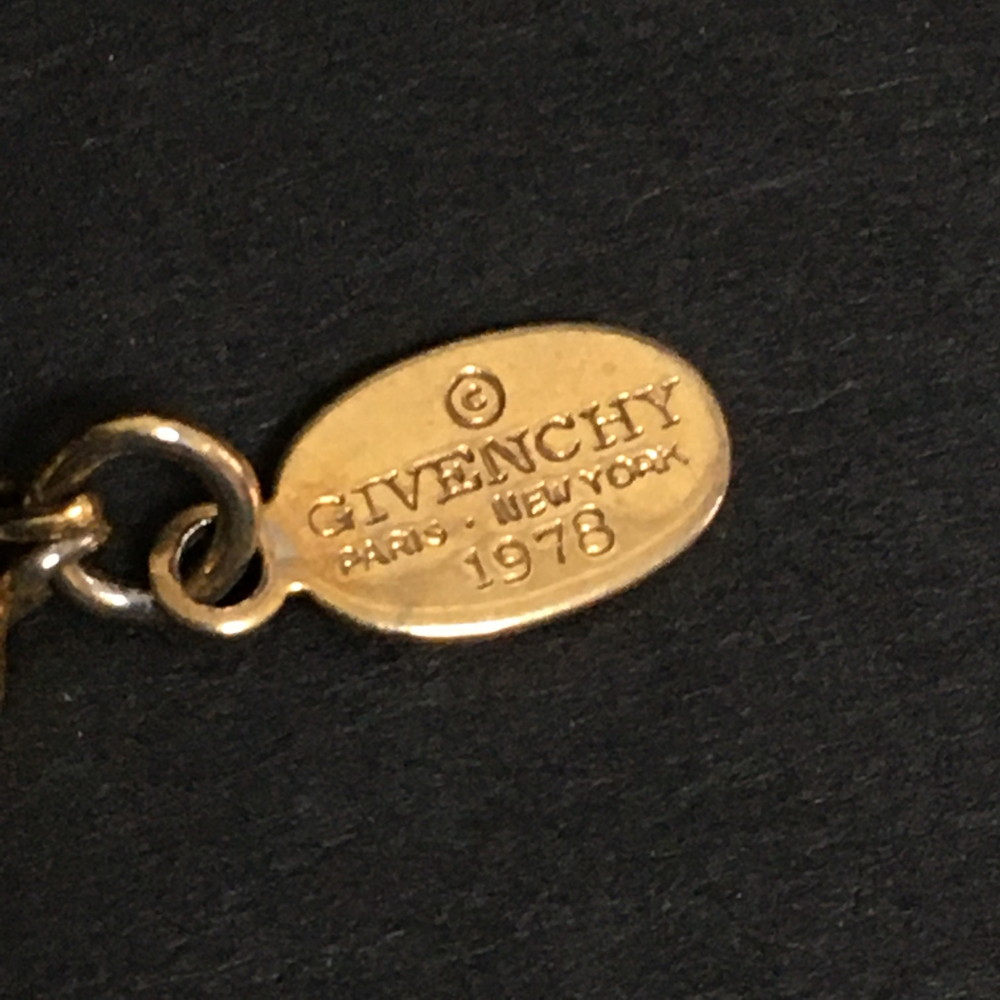 ©
GIVENCHY
PARIS · NEW YORK
1978